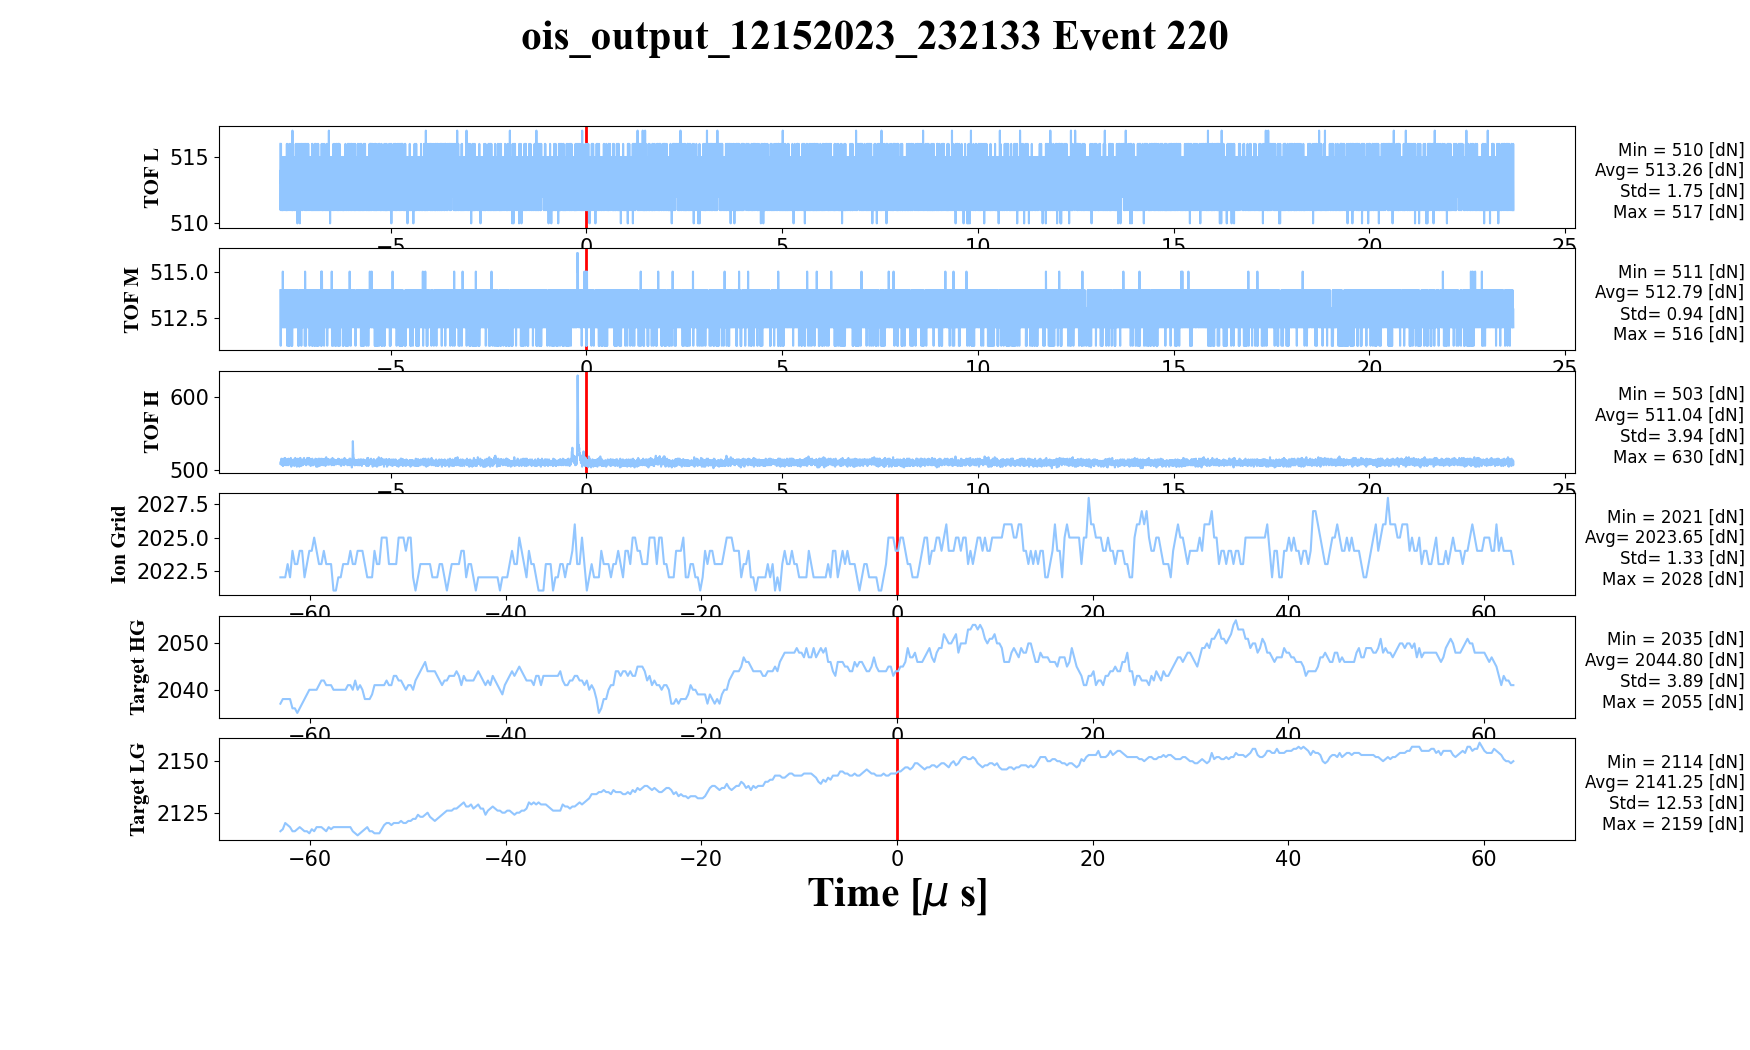 ois_output_12152023_232133 Event 220
TOF L
515
510
−5 0 5 10 15 20 25
Min = 510 [dN]
Avg= 513.26 [dN]
Std= 1.75 [dN]
Max = 517 [dN]
TOF M
515.0
512.5
−5 0 5 10 15 20 25
Min = 511 [dN]
Avg= 512.79 [dN]
Std= 0.94 [dN]
Max = 516 [dN]
TOF H
600
500
−5 0 5 10 15 20 25
Min = 503 [dN]
Avg= 511.04 [dN]
Std= 3.94 [dN]
Max = 630 [dN]
Ion Grid
2027.5
2025.0
2022.5
−60 −40 −20 0 20 40 60
Min = 2021 [dN]
Avg= 2023.65 [dN]
Std= 1.33 [dN]
Max = 2028 [dN]
Target HG
2050
2040
−60 −40 −20 0 20 40 60
Min = 2035 [dN]
Avg= 2044.80 [dN]
Std= 3.89 [dN]
Max = 2055 [dN]
Target LG
2150
2125
−60 −40 −20 0 20 40 60
Min = 2114 [dN]
Avg= 2141.25 [dN]
Std= 12.53 [dN]
Max = 2159 [dN]
Time [μ s]